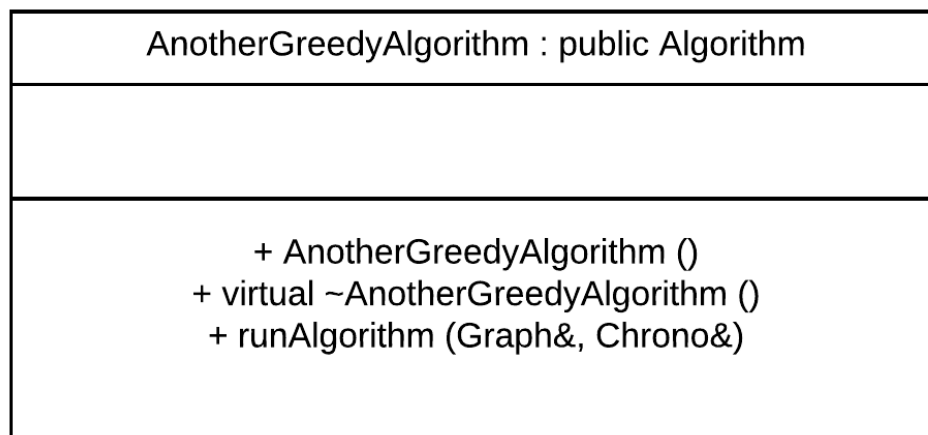 AnotherGreedyAlgorithm : public Algorithm
+ AnotherGreedyAlgorithm ()
+ virtual ~AnotherGreedyAlgorithm ()
+ runAlgorithm (Graph&, Chrono&)